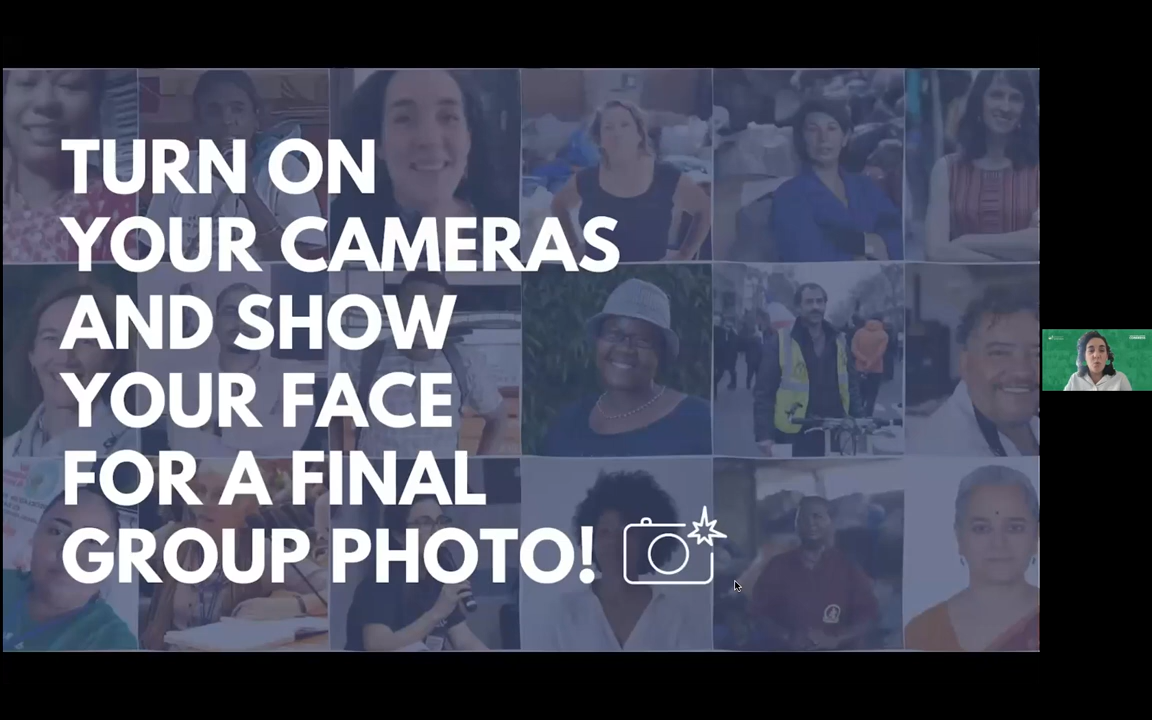 TURN ON
YOUR CAMERAS
AND SHOW
YOUR FACE
FOR A FINAL
GROUP PHOTO!